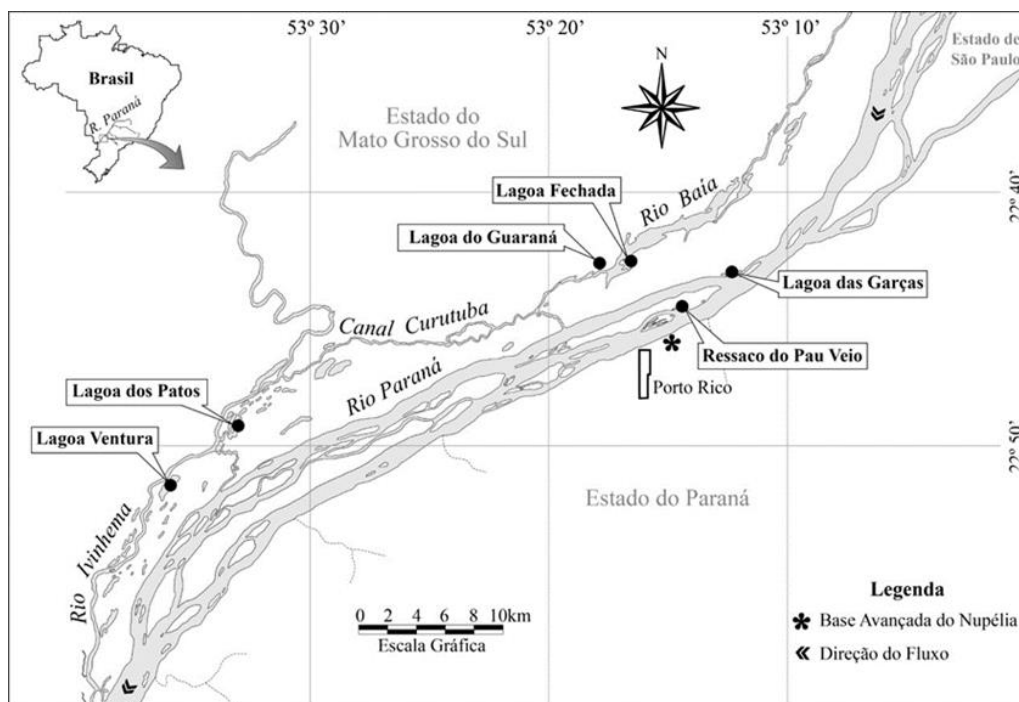 53º 30'
53º 20'
53º 10'
Brasil
R. Paraná
N
Estado de
São Paulo
Estado do
Mato Grosso do Sul
Rio Baía
Lagoa Fechada
22º 40'
Lagoa do Guaraná
Lagoa das Garças
Canal Curutuba
Ressaco do Pau Veio
Rio Paraná
Porto Rico
Lagoa dos Patos
Lagoa Ventura
22º 50'
Estado do Paraná
Rio Ivinhema
Legenda
0 2 4 6 8 10km
Escala Gráfica
Base Avançada do Nupélia
Direção do Fluxo